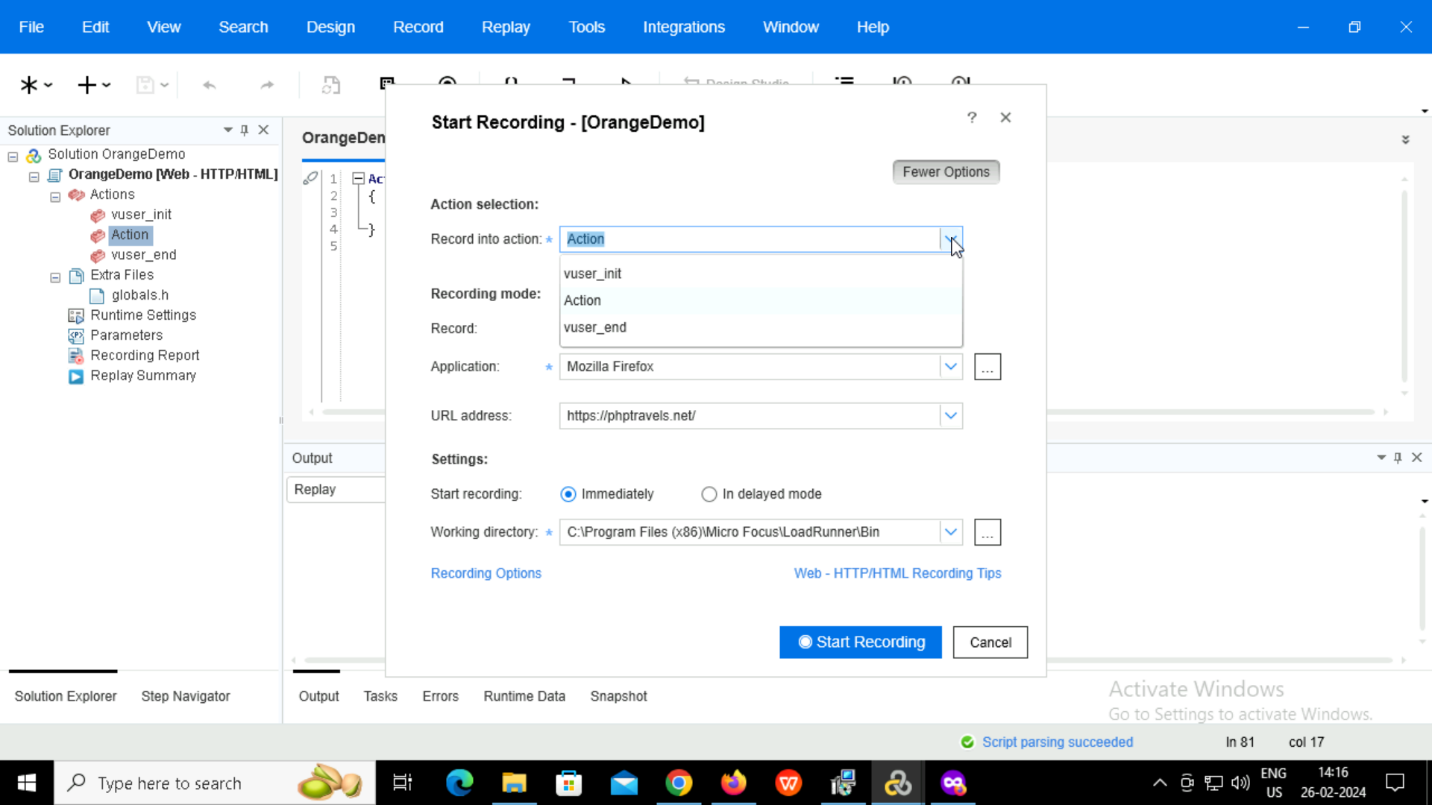 File Edit View Search Design Record Replay Tools Integrations Window Help
Design Studio
Solution Explorer
Solution OrangeDemo
OrangeDemo [Web - HTTP/HTML]
Actions
vuser_init
Action
vuser_end
Extra Files
globals.h
Runtime Settings
Parameters
Recording Report
Replay Summary
OrangeDem
1
2 {
3
4 }
5
Start Recording - [OrangeDemo]
?
Fewer Options
Action selection:
Record into action: * Action
vuser_init
Action
vuser_end
Recording mode:
Record:
Application: * Mozilla Firefox ...
URL address: https://phptravels.net/
Settings:
Start recording: Immediately In delayed mode
Working directory: * C:\Program Files (x86)\Micro Focus\LoadRunner\Bin ...
Recording Options Web - HTTP/HTML Recording Tips
Start Recording Cancel
Output
Replay
Solution Explorer Step Navigator Output Tasks Errors Runtime Data Snapshot
Activate Windows
Go to Settings to activate Windows.
Script parsing succeeded ln 81 col 17
Type here to search
ENG
US
14:16
26-02-2024